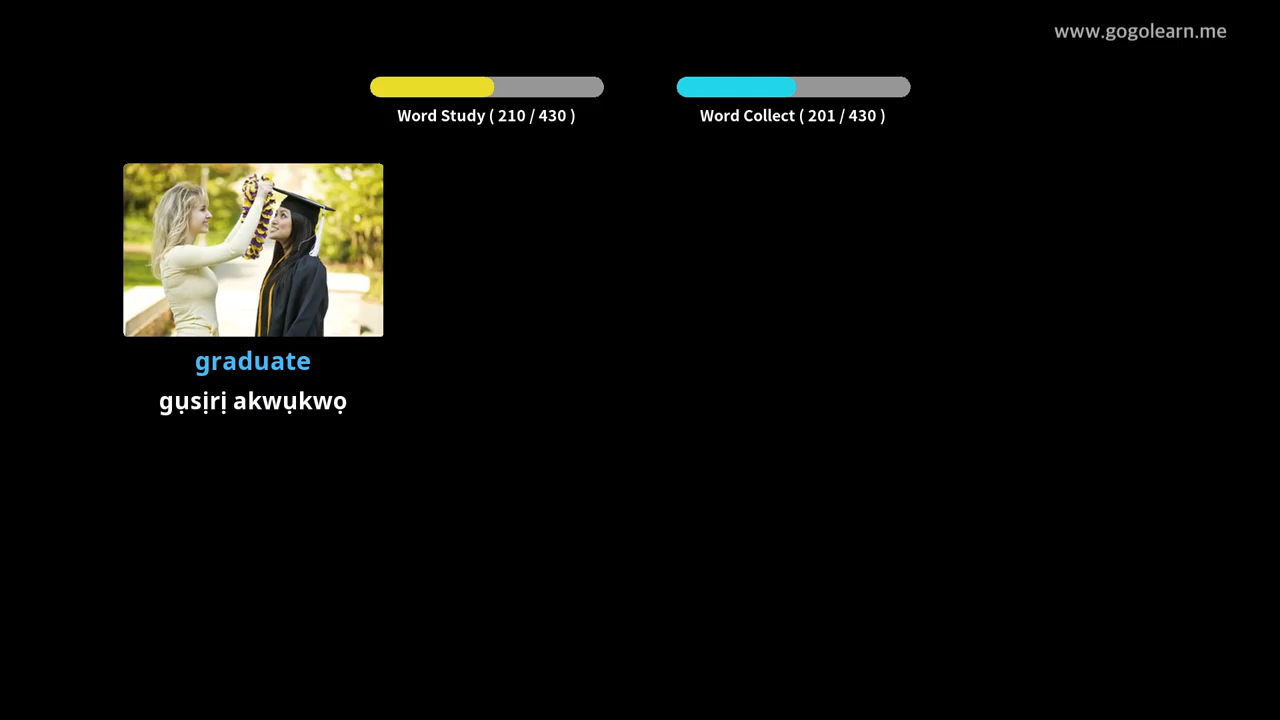 www.gogolearn.me
Word Study ( 210 / 430 )
Word Collect ( 201 / 430 )
graduate
gụsịrị akwụkwọ